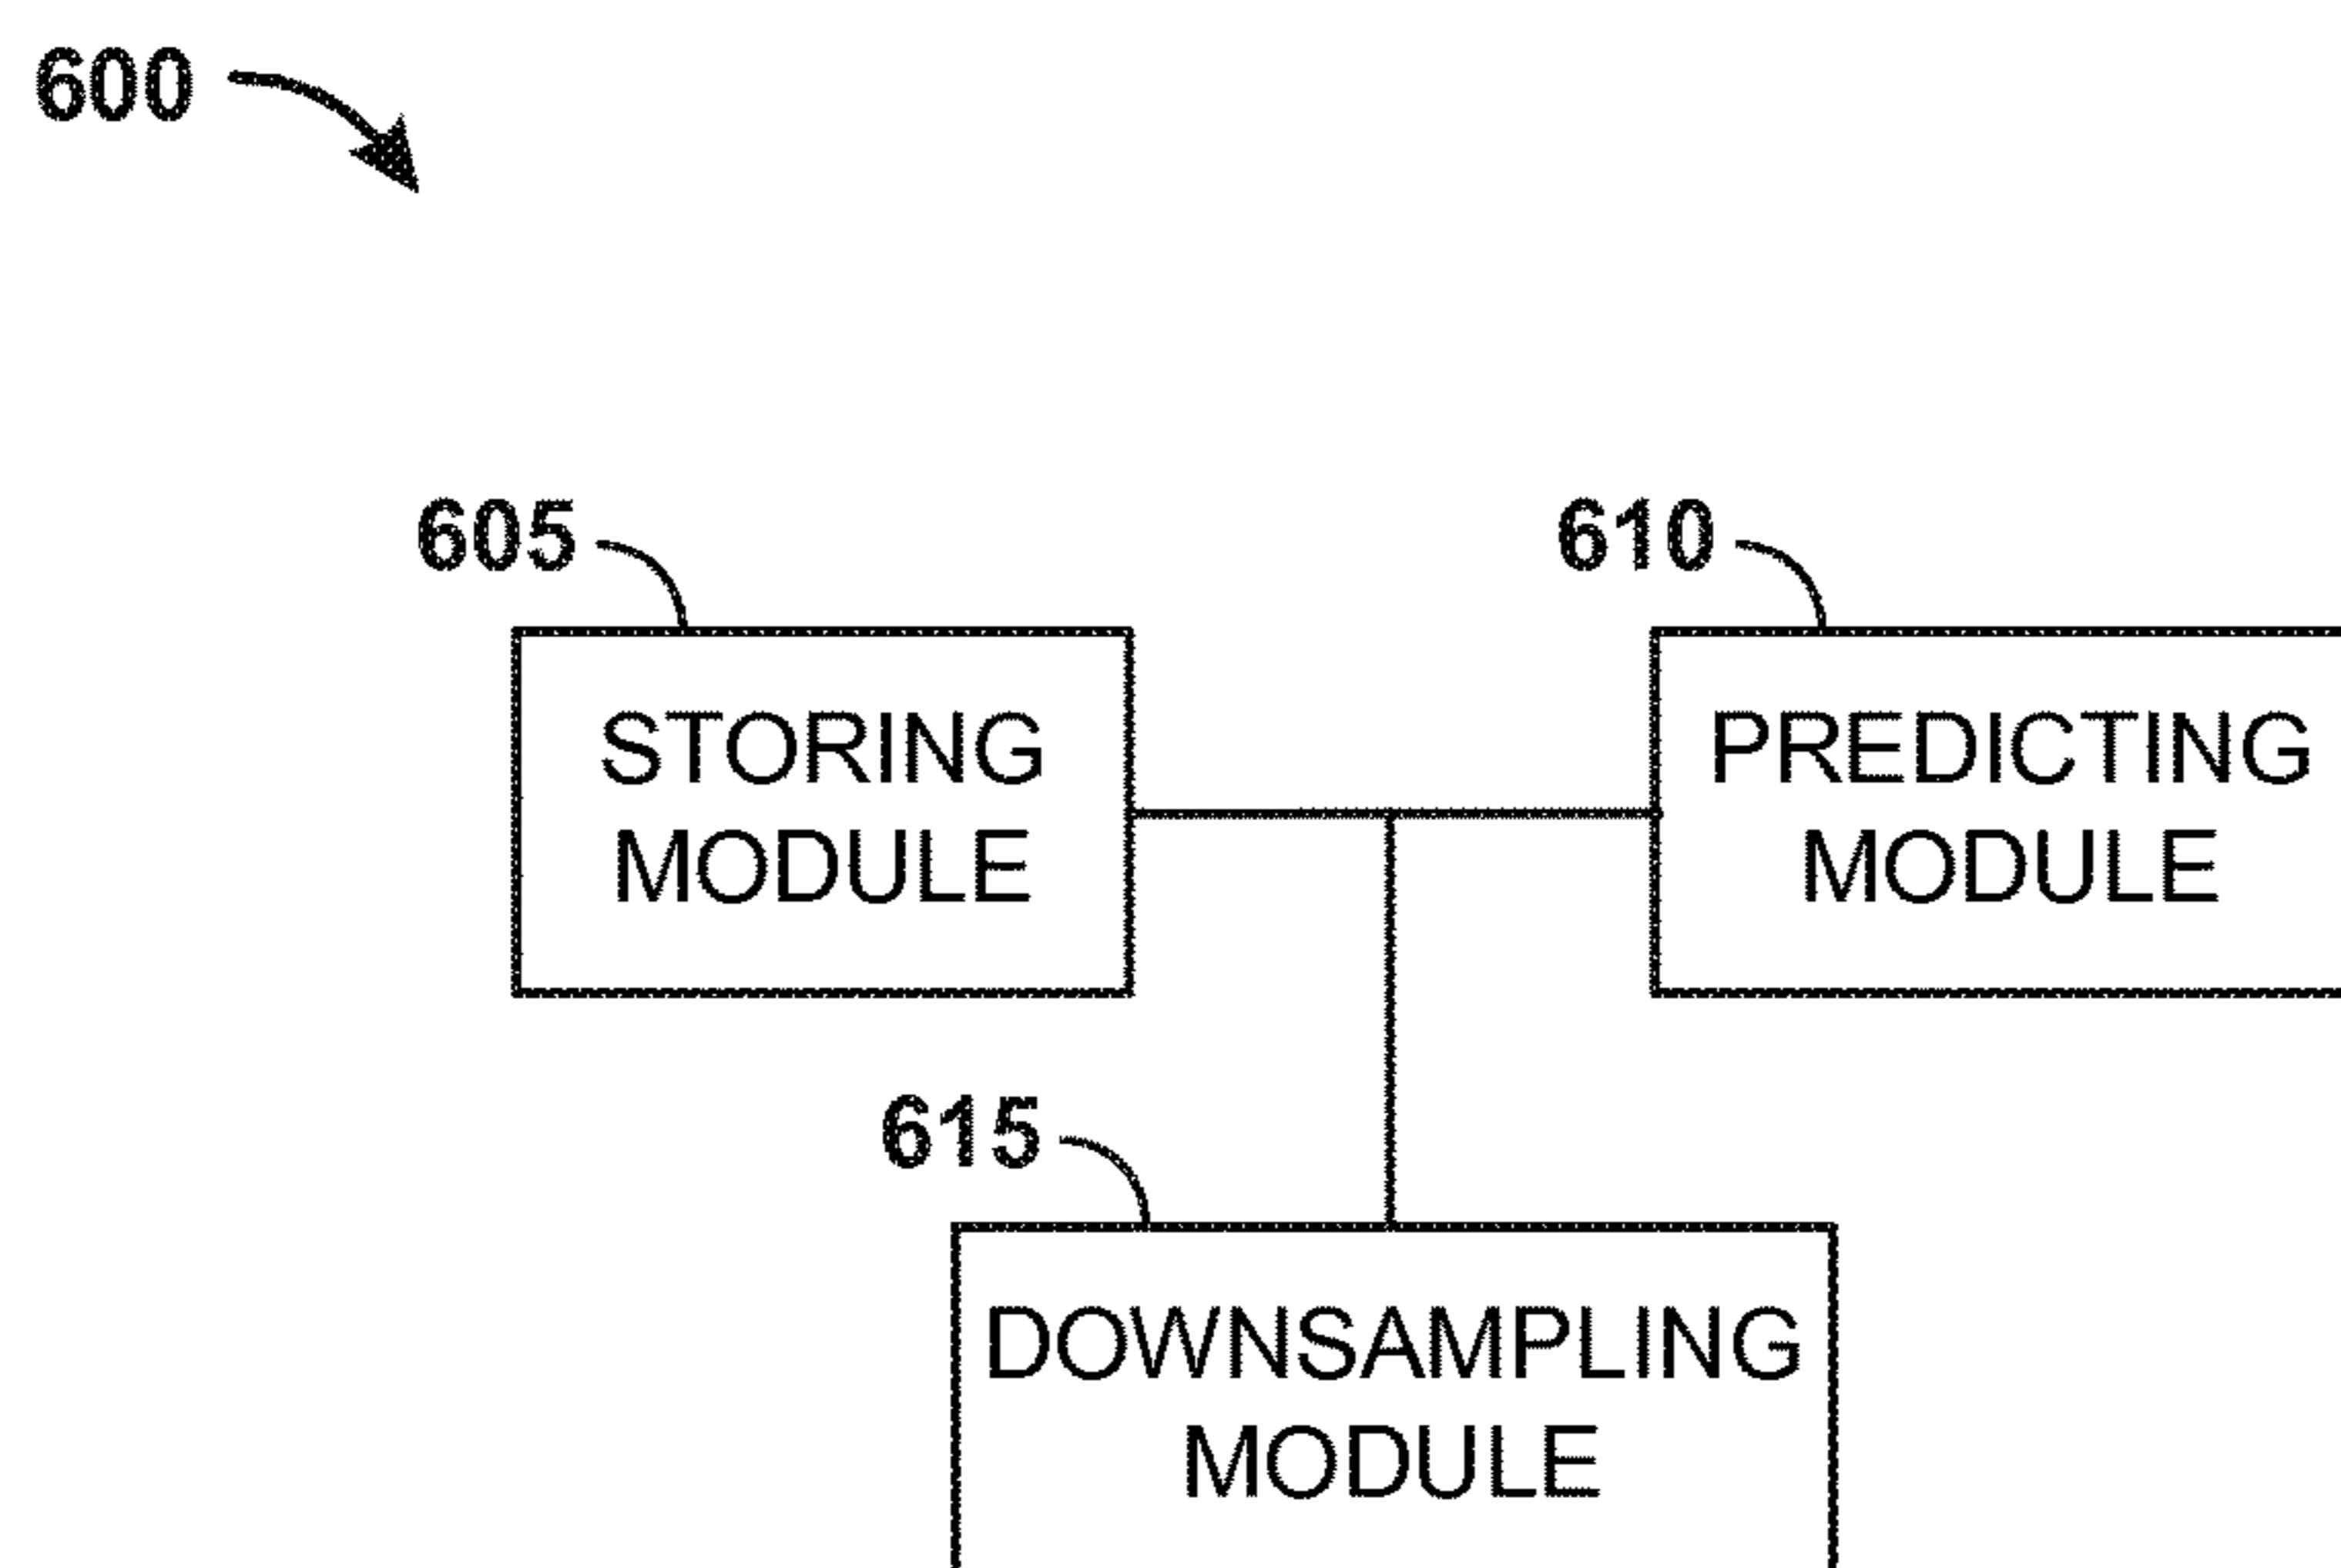 600
605
610
STORING
MODULE
PREDICTING
MODULE
615
DOWNSAMPLING
MODULE